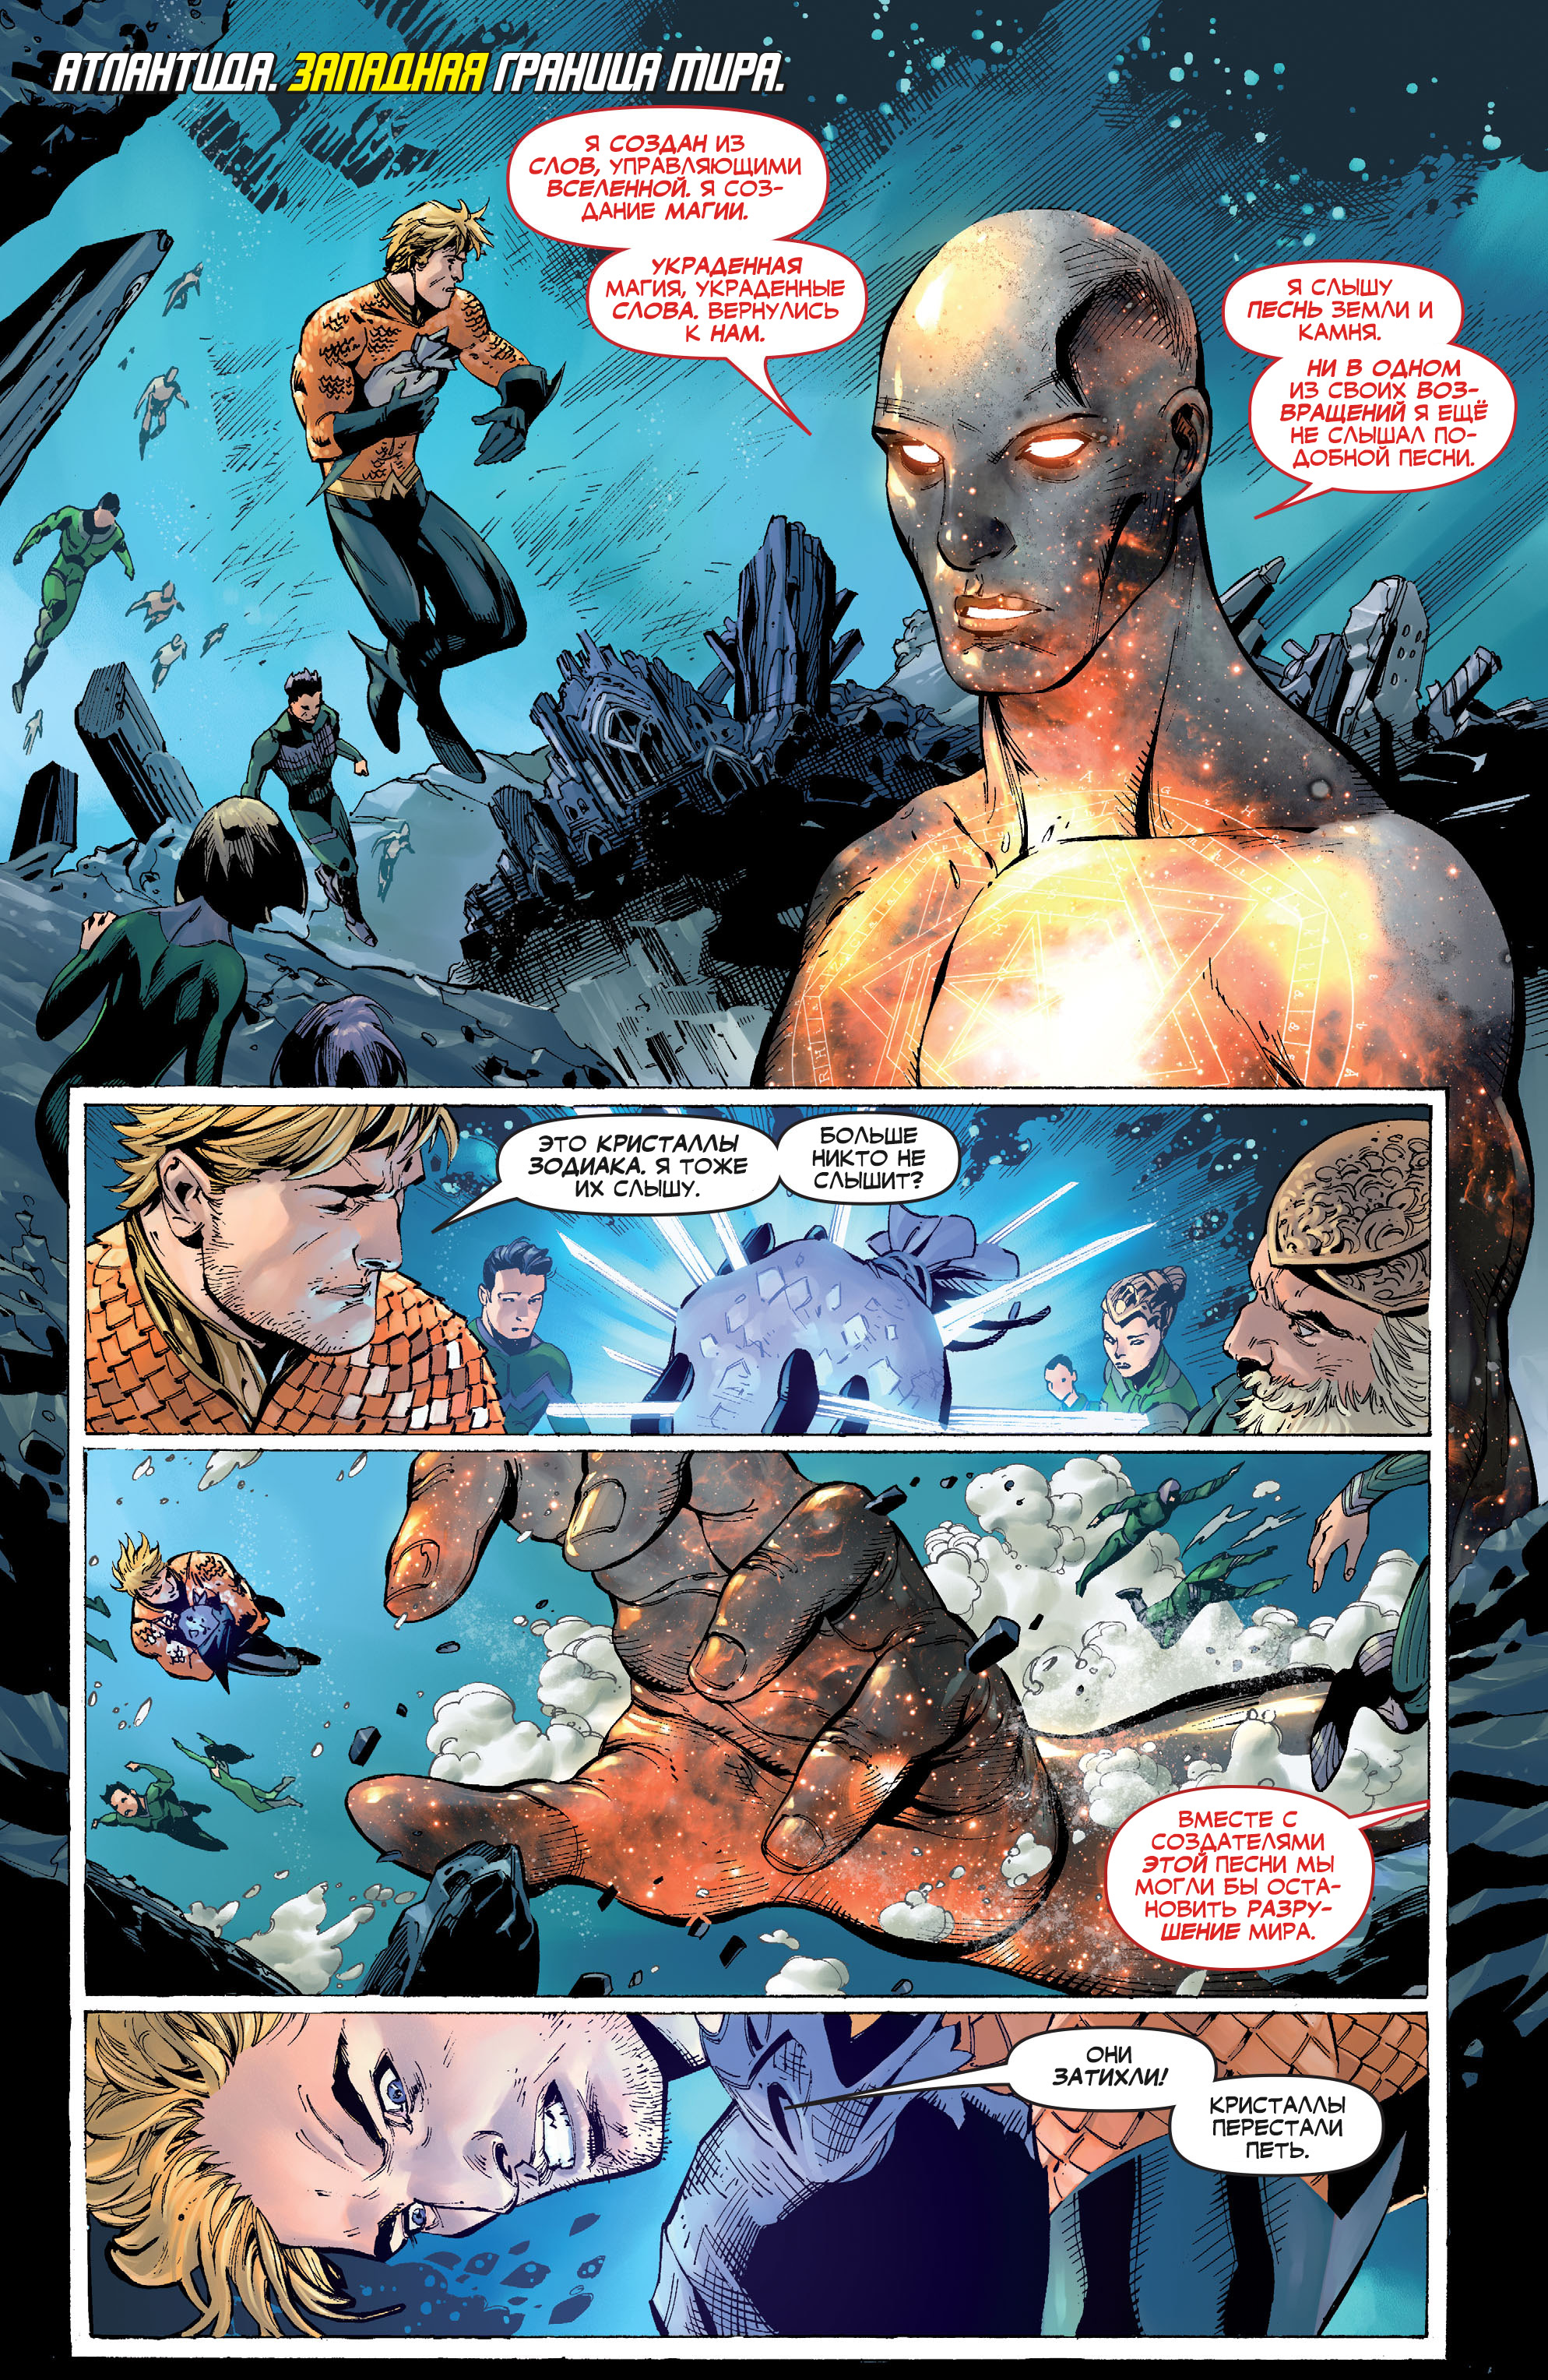 АТЛАНТИДА. ЗАПАДНАЯ ГРАНИЦА МИРА.
Я СОЗДАН ИЗ
СЛОВ, УПРАВЛЯЮЩИМИ
ВСЕЛЕННОЙ. Я СОЗ-
ДАНИЕ МАГИИ.
УКРАДЕННАЯ
МАГИЯ, УКРАДЕННЫЕ
СЛОВА. ВЕРНУЛИСЬ
К НАМ.
Я СЛЫШУ
ПЕСНЬ ЗЕМЛИ И
КАМНЯ.
НИ В ОДНОМ
ИЗ СВОИХ ВОЗ-
ВРАЩЕНИЙ Я ЕЩЁ
НЕ СЛЫШАЛ ПО-
ДОБНОЙ ПЕСНИ.
ЭТО КРИСТАЛЛЫ
ЗОДИАКА. Я ТОЖЕ
ИХ СЛЫШУ.
БОЛЬШЕ
НИКТО НЕ
СЛЫШИТ?
ВМЕСТЕ С
СОЗДАТЕЛЯМИ
ЭТОЙ ПЕСНИ МЫ
МОГЛИ БЫ ОСТА-
НОВИТЬ РАЗРУ-
ШЕНИЕ МИРА.
ОНИ
ЗАТИХЛИ!
КРИСТАЛЛЫ
ПЕРЕСТАЛИ
ПЕТЬ.